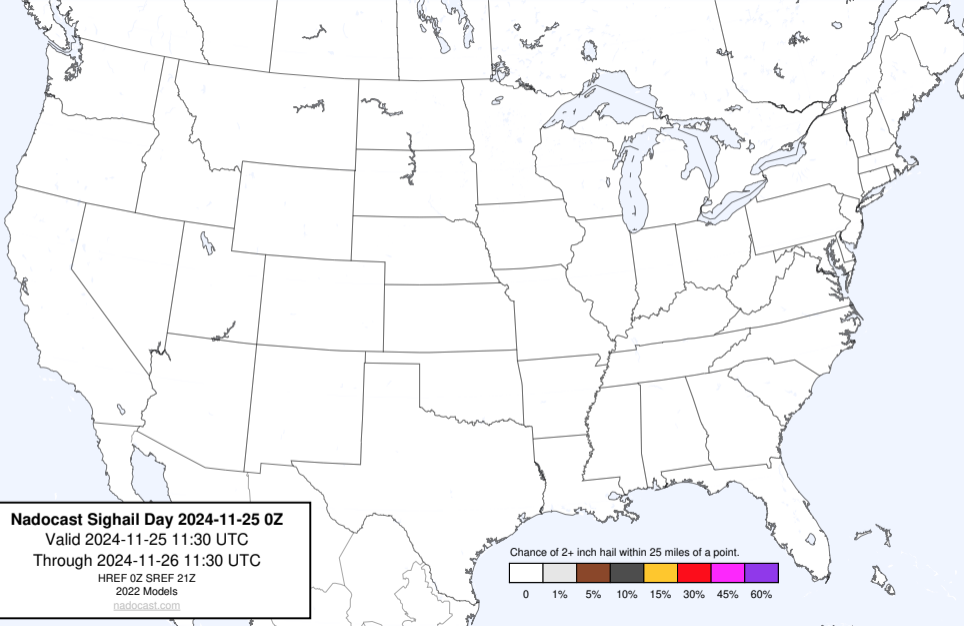 Nadocast Sighail Day 2024-11-25 0Z
Valid 2024-11-25 11:30 UTC
Through 2024-11-26 11:30 UTC
HREF 0Z SREF 21Z
2022 Models
nadocast.com
Chance of 2+ inch hail within 25 miles of a point.
0 1% 5% 10% 15% 30% 45% 60%